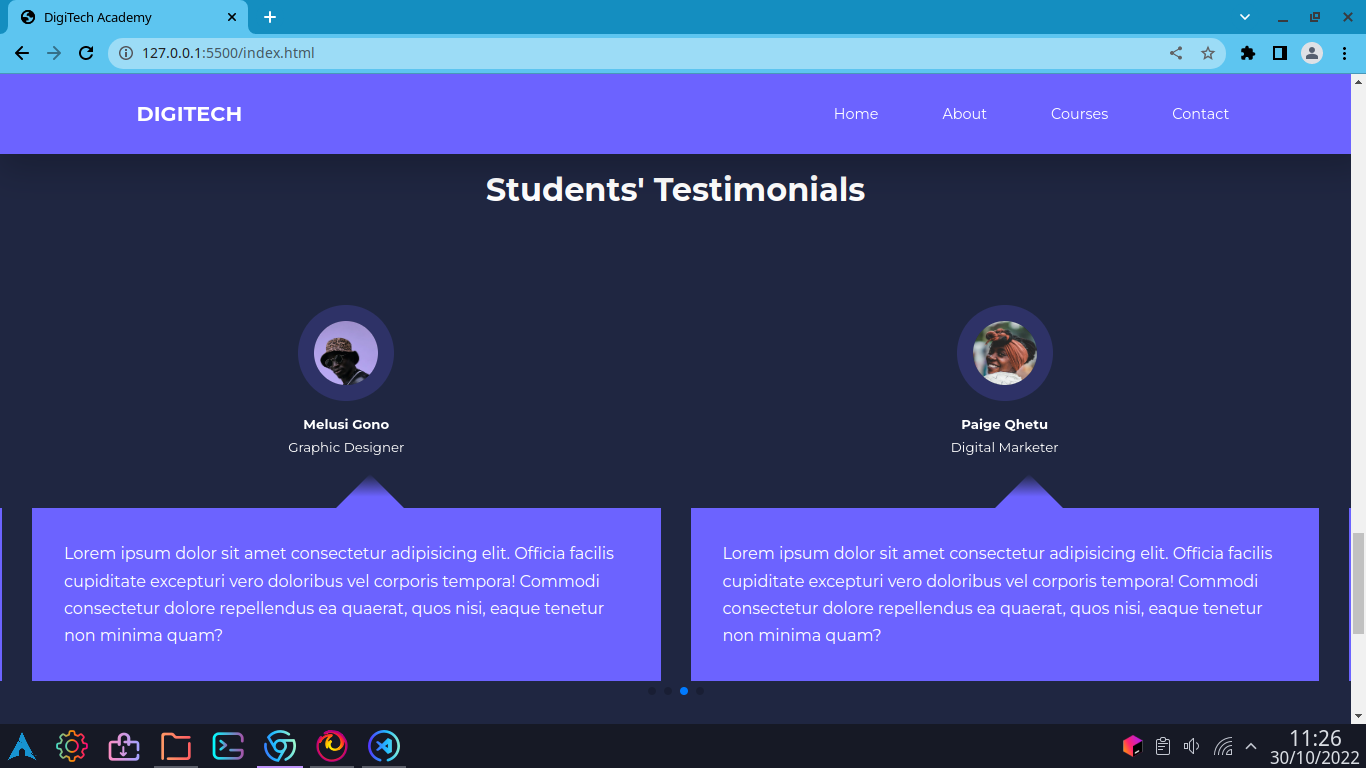 DigiTech Academy
127.0.0.1:5500/index.html
DIGITECH
Home
About
Courses
Contact
Students' Testimonials
Melusi Gono
Graphic Designer
Lorem ipsum dolor sit amet consectetur adipisicing elit. Officia facilis
cupiditate excepturi vero doloribus vel corporis tempora! Commodi
consectetur dolore repellendus ea quaerat, quos nisi, eaque tenetur
non minima quam?
Paige Qhetu
Digital Marketer
Lorem ipsum dolor sit amet consectetur adipisicing elit. Officia facilis
cupiditate excepturi vero doloribus vel corporis tempora! Commodi
consectetur dolore repellendus ea quaerat, quos nisi, eaque tenetur
non minima quam?
11:26
30/10/2022